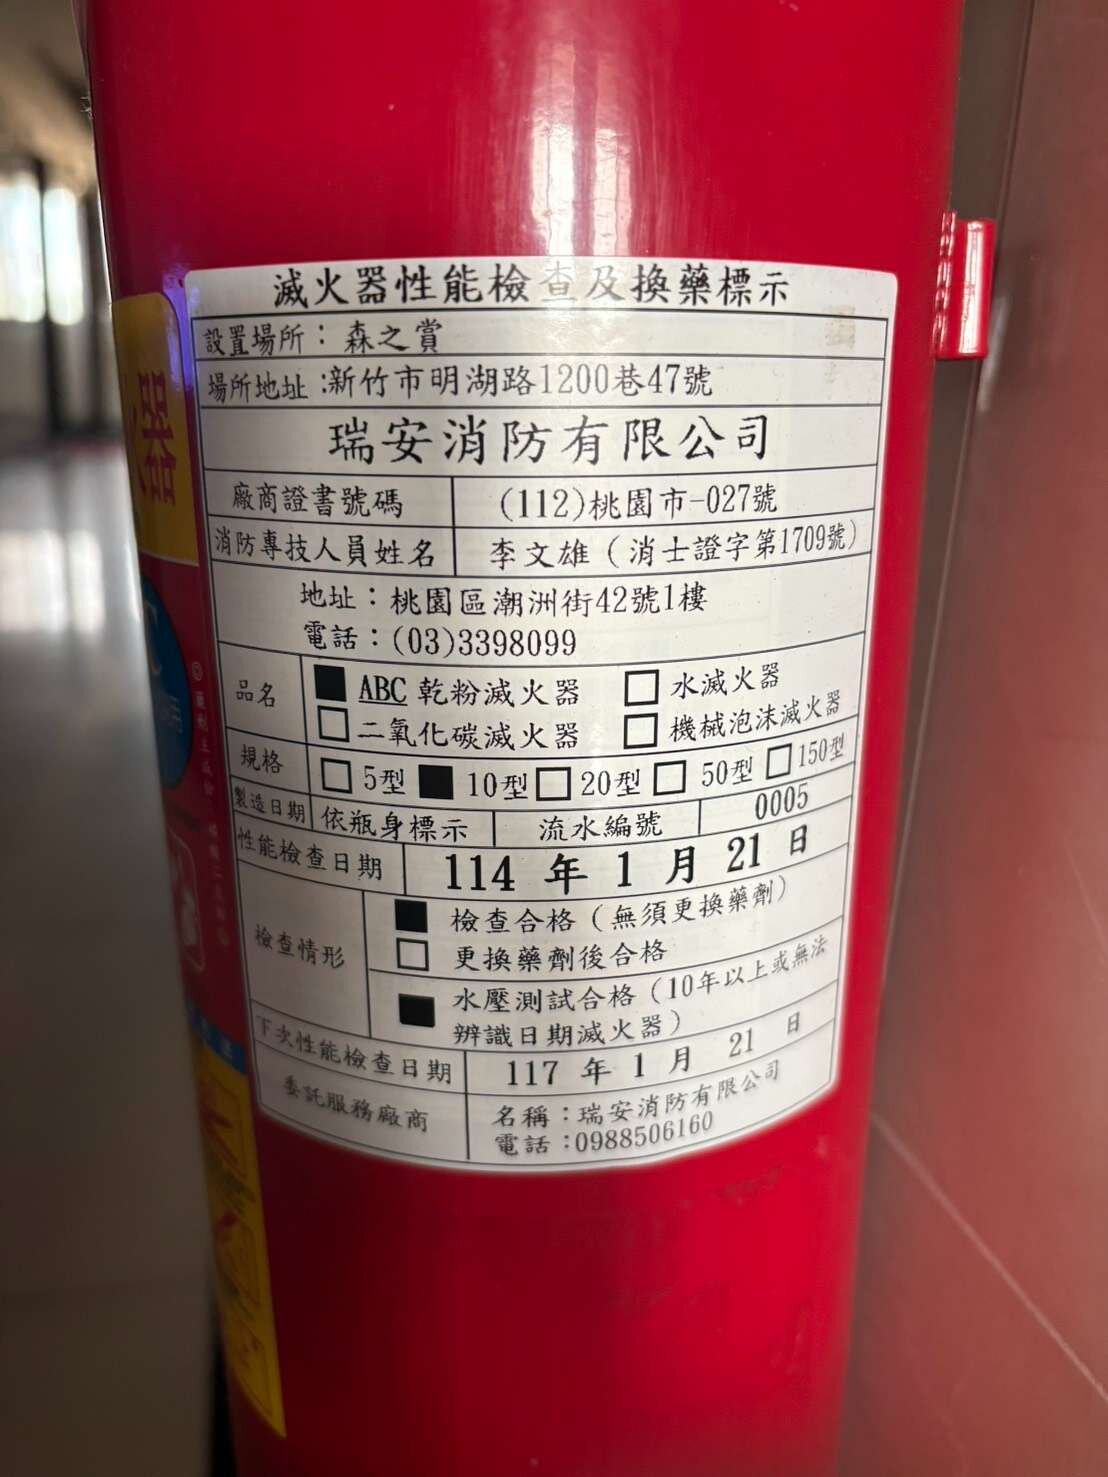 滅火器性能檢查及換藥標示
設置場所：森之賞
場所地址:新竹市明湖路1200巷47號
瑞安消防有限公司
廠商證書號碼 (112)桃園市-027號
消防專技人員姓名 李文雄（消士證字第1709號）
地址：桃園區潮洲街42號1樓
電話：(03)3398099
品名 ■ ABC 乾粉滅火器 □ 水滅火器
□ 二氧化碳滅火器 □ 機械泡沫滅火器
規格 □ 5型 ■ 10型 □ 20型 □ 50型 □ 150型
製造日期 依瓶身標示 流水編號 0005
性能檢查日期 114 年 1 月 21 日
檢查情形 ■ 檢查合格（無須更換藥劑）
□ 更換藥劑後合格
■ 水壓測試合格（10年以上或無法
辨識日期滅火器）
下次性能檢查日期 117 年 1 月 21 日
委託服務廠商 名稱：瑞安消防有限公司
電話:0988506160
器